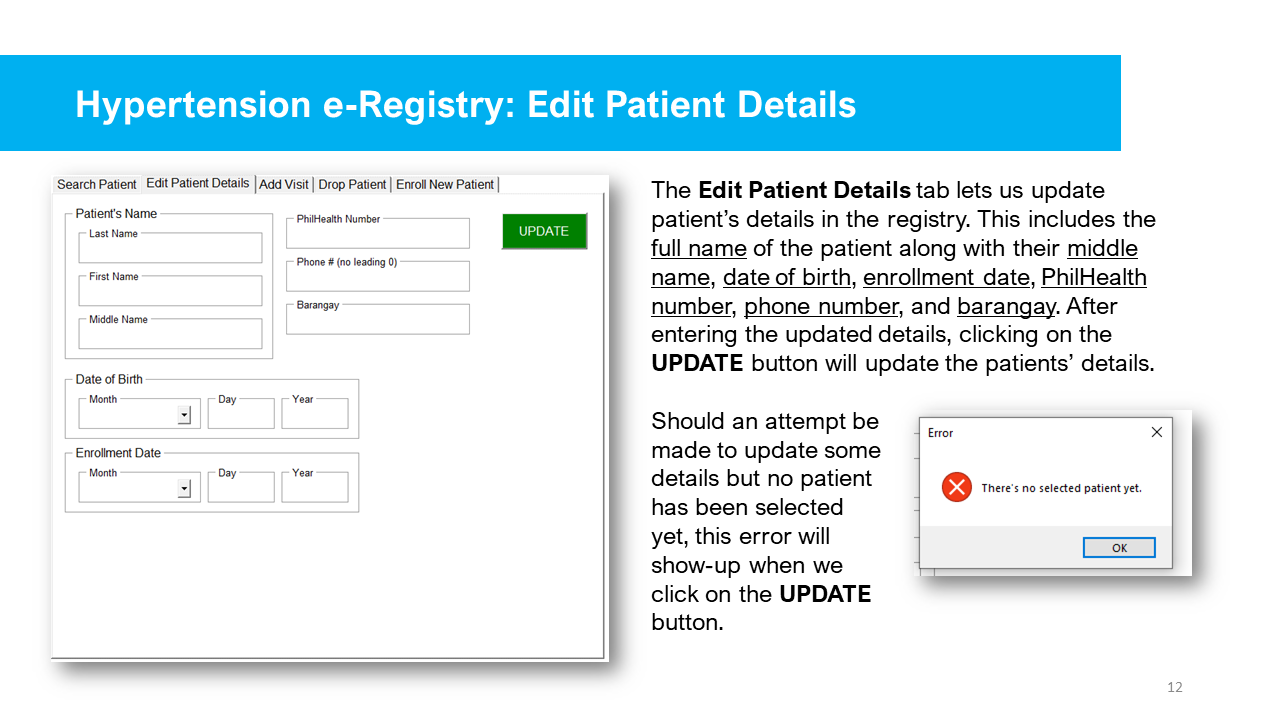 Hypertension e-Registry: Edit Patient Details
Search Patient Edit Patient Details Add Visit Drop Patient Enroll New Patient
Patient's Name
Last Name
First Name
Middle Name
PhilHealth Number
Phone # (no leading 0)
Barangay
UPDATE
Date of Birth
Month Day Year
Enrollment Date
Month Day Year
The Edit Patient Details tab lets us update
patient’s details in the registry. This includes the
full name of the patient along with their middle
name, date of birth, enrollment date, PhilHealth
number, phone number, and barangay. After
entering the updated details, clicking on the
UPDATE button will update the patients’ details.
Should an attempt be
made to update some
details but no patient
has been selected
yet, this error will
show-up when we
click on the UPDATE
button.
Error
There's no selected patient yet.
OK
12